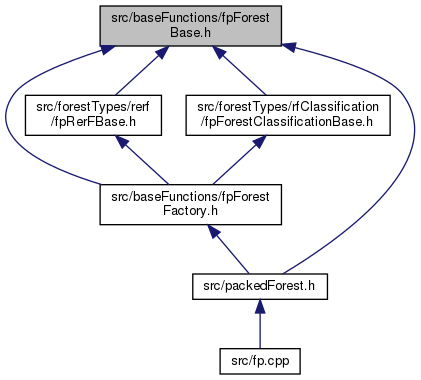 src/baseFunctions/fpForest
Base.h
src/forestTypes/rerf
/fpRerFBase.h
src/forestTypes/rfClassification
/fpForestClassificationBase.h
src/baseFunctions/fpForest
Factory.h
src/packedForest.h
src/fp.cpp